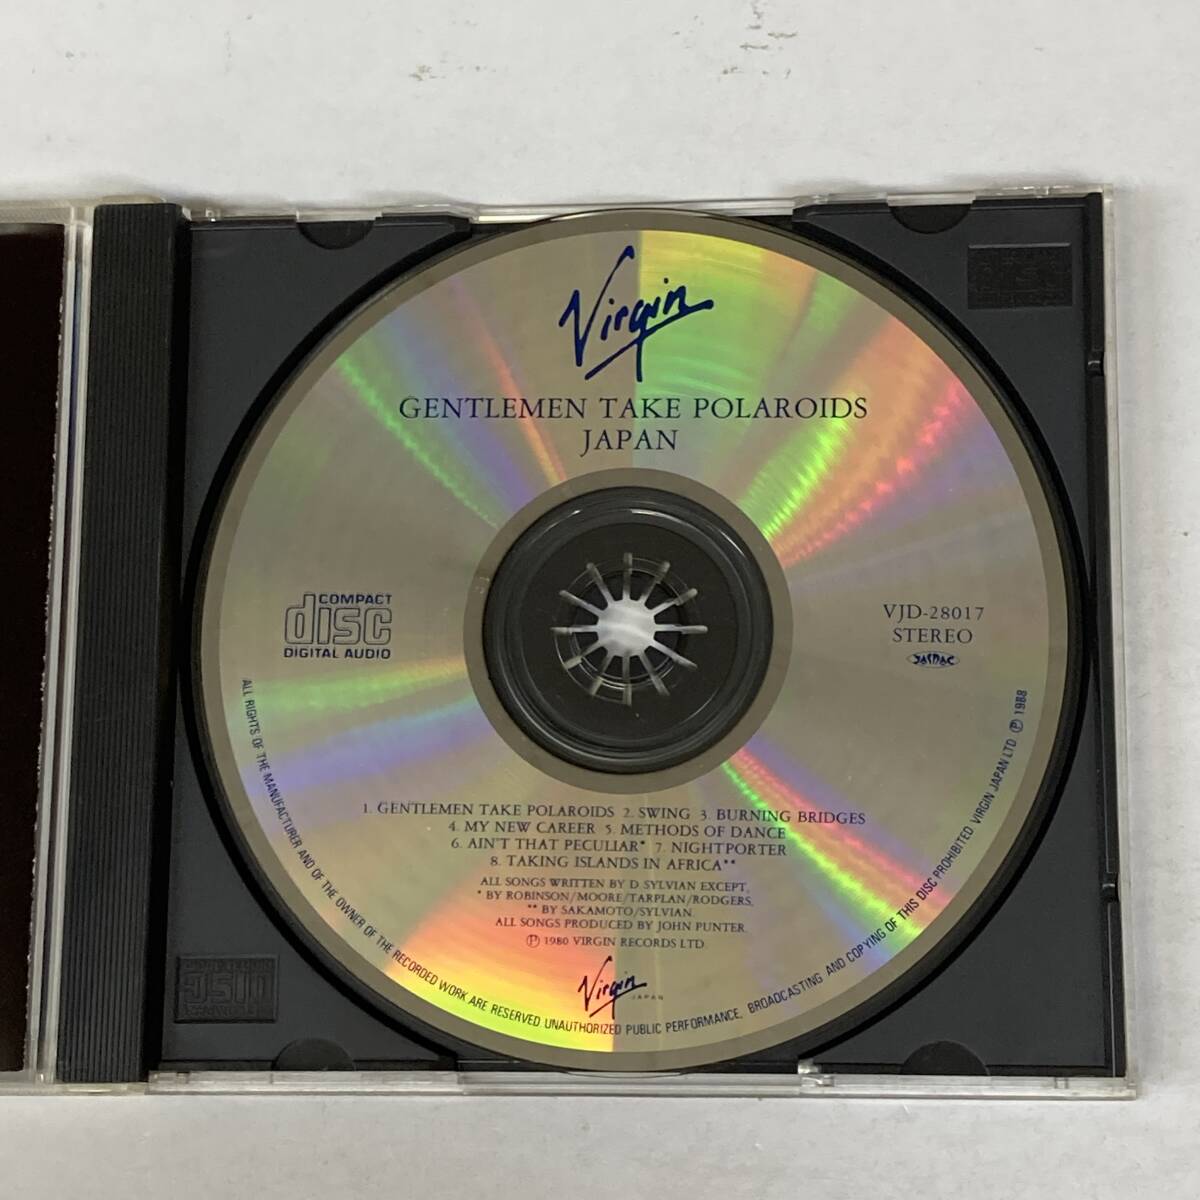 Virgin
GENTLEMEN TAKE POLAROIDS
JAPAN
COMPACT
disc
DIGITAL AUDIO
VJD-28017
STEREO
JASRAC
1. GENTLEMEN TAKE POLAROIDS 2. SWING 3. BURNING BRIDGES
4. MY NEW CAREER 5. METHODS OF DANCE
6. AIN'T THAT PECULIAR* 7. NIGHTPORTER
8. TAKING ISLANDS IN AFRICA**
ALL SONGS WRITTEN BY D. SYLVIAN EXCEPT,
* BY ROBINSON/MOORE/TARPLAN/RODGERS,
** BY SAKAMOTO/SYLVIAN.
ALL SONGS PRODUCED BY JOHN PUNTER.
Ⓟ 1980 VIRGIN RECORDS LTD.
Virgin
JAPAN
ALL RIGHTS OF THE MANUFACTURER AND OF THE OWNER OF THE RECORDED WORK ARE RESERVED. UNAUTHORIZED PUBLIC PERFORMANCE, BROADCASTING AND COPYING OF THIS DISC PROHIBITED. VIRGIN JAPAN LTD. Ⓟ 1988